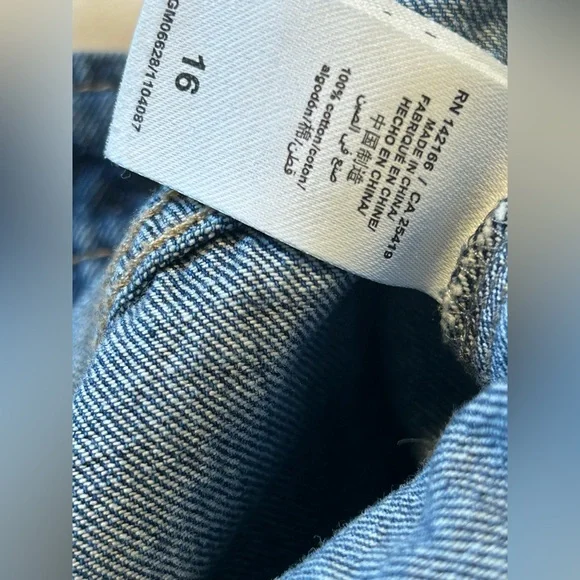 GM06628/1104087
16
RN 142166 / CA 25419
MADE IN CHINA/
FABRIQUÉ EN CHINE/
HECHO EN CHINA/
中国制造/
صنع في الصين
100% cotton/coton/
algodón/棉/قطن